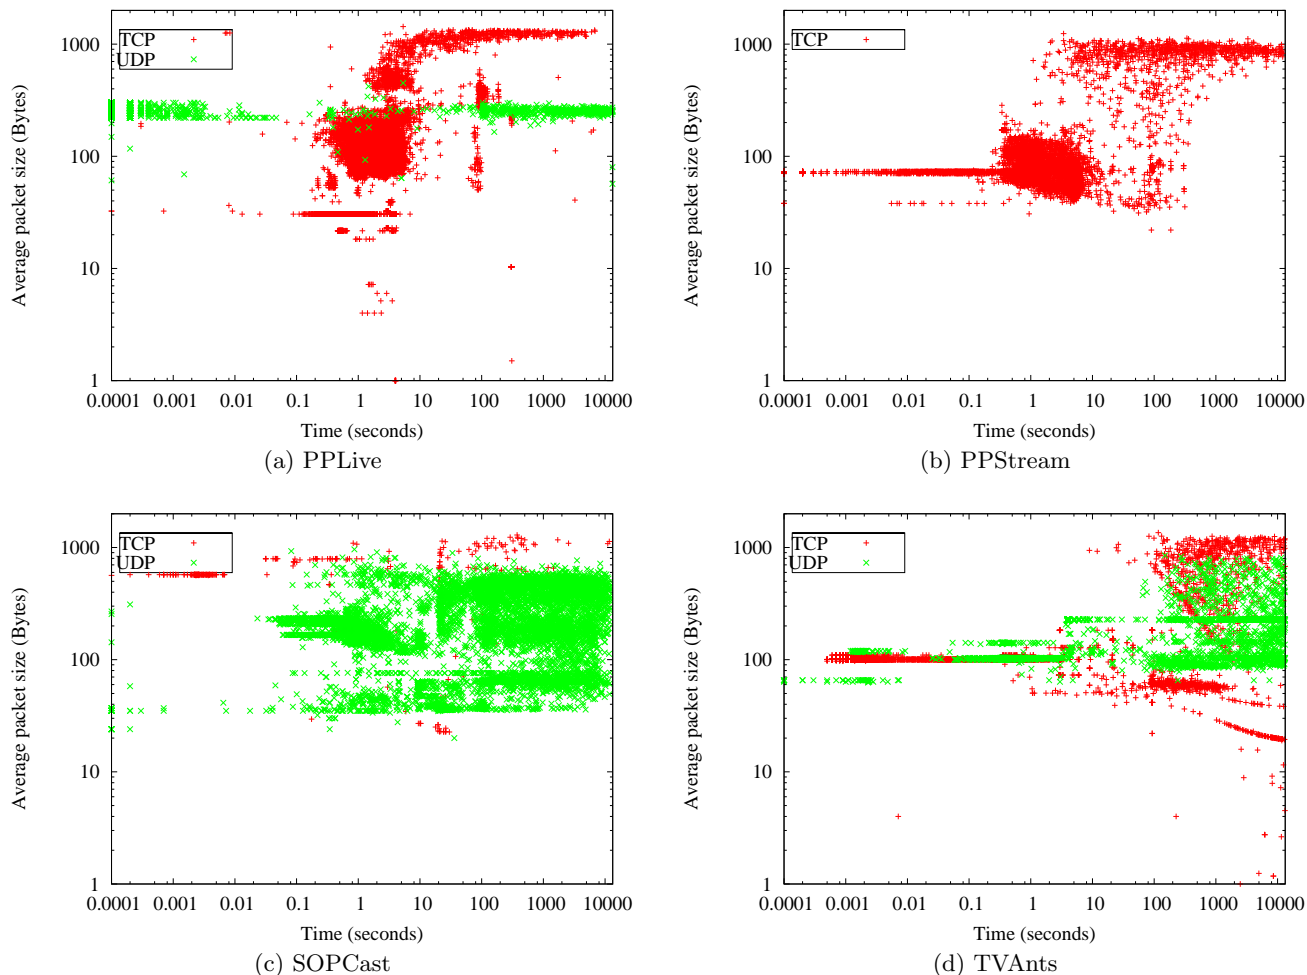 Average packet size (Bytes)
1000
100
10
1
TCP
UDP
0.0001 0.001 0.01 0.1 1 10 100 1000 10000
Time (seconds)
(a) PPLive
Average packet size (Bytes)
1000
100
10
1
TCP
0.0001 0.001 0.01 0.1 1 10 100 1000 10000
Time (seconds)
(b) PPStream
Average packet size (Bytes)
1000
100
10
1
TCP
UDP
0.0001 0.001 0.01 0.1 1 10 100 1000 10000
Time (seconds)
(c) SOPCast
Average packet size (Bytes)
1000
100
10
1
TCP
UDP
0.0001 0.001 0.01 0.1 1 10 100 1000 10000
Time (seconds)
(d) TVAnts